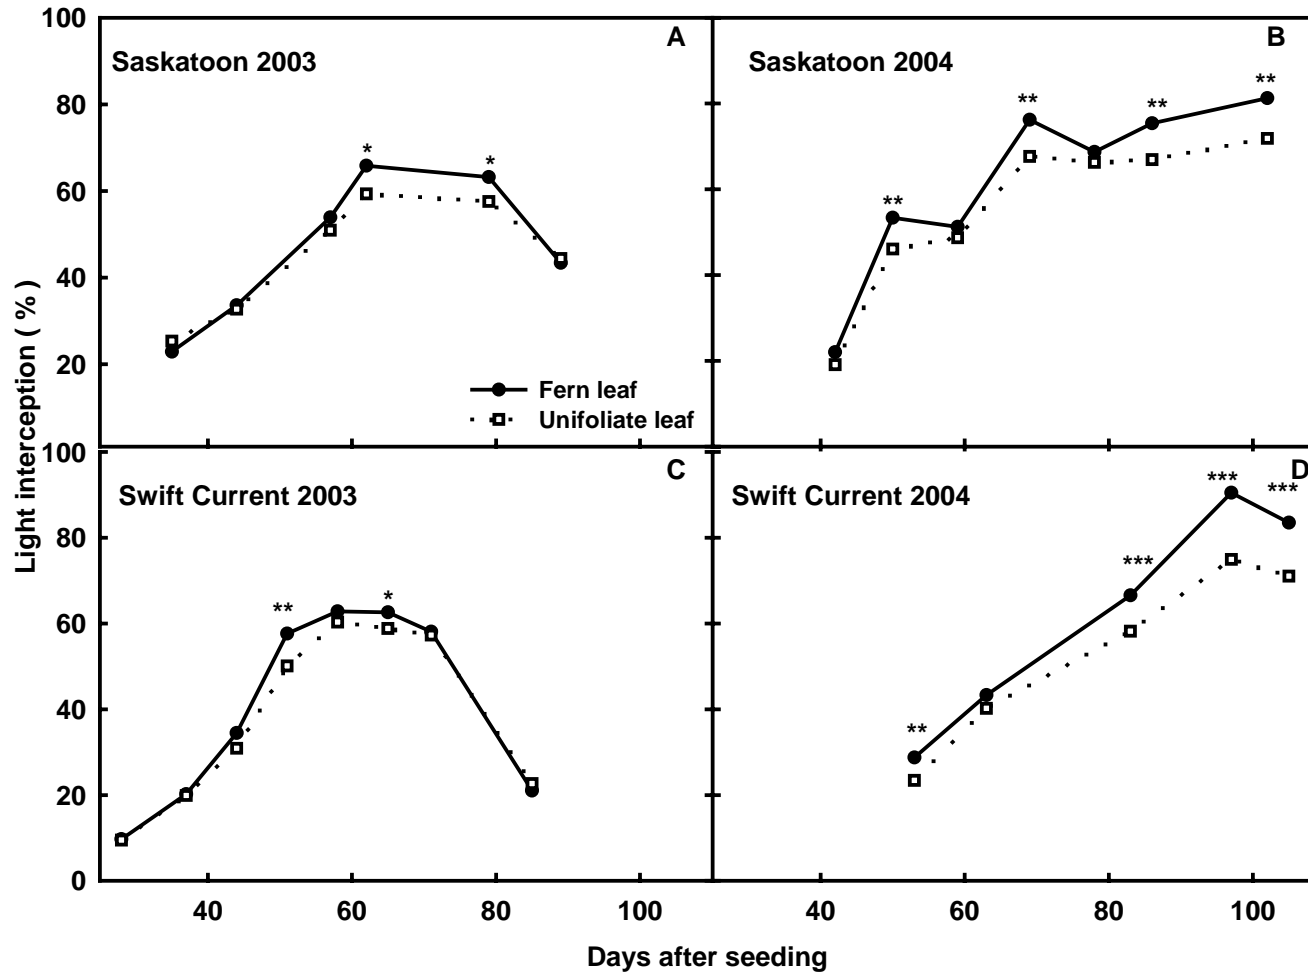 100
A
B
Saskatoon 2003
Saskatoon 2004
**
**
**
80
*
*
60
**
40
20
Fern leaf
Unifoliate leaf
100
C
D
Swift Current 2003
Swift Current 2004
***
***
80
***
60
**
*
40
**
20
0
40
60
80
100
40
60
80
100
Days after seeding
Light interception ( %)